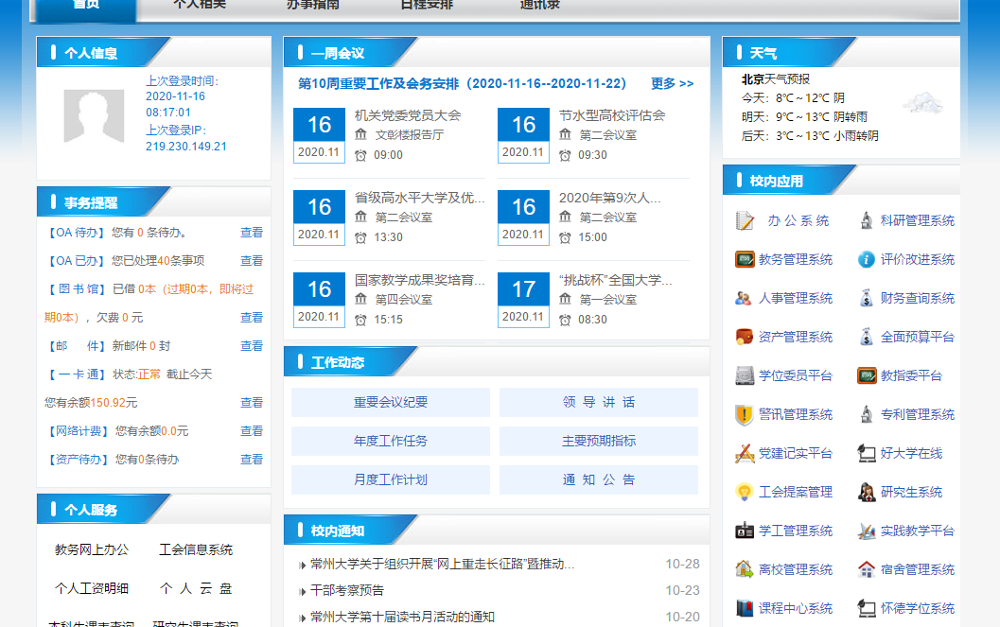 首页 个人相关 办事指南 日程安排 通讯录
个人信息
上次登录时间:
2020-11-16
08:17:01
上次登录IP:
219.230.149.21
事务提醒
【OA 待办】您有 0 条待办。 查看
【OA 已办】您已处理40条事项 查看
【 图 书 馆】已借 0本（过期0本，即将过
期0本），欠费 0 元 查看
【邮 件】新邮件 0 封 查看
【 一 卡 通】状态:正常 截止今天
您有余额150.92元 查看
【网络计费】您有余额0.0元 查看
【资产待办】您有0条待办 查看
个人服务
教务网上办公 工会信息系统
个人工资明细 个 人 云 盘
本科生课表查询 研究生课表查询
一周会议
第10周重要工作及会务安排（2020-11-16--2020-11-22） 更多 >>
16
2020.11
机关党委党员大会
文彰楼报告厅
09:00
16
2020.11
节水型高校评估会
第二会议室
09:30
16
2020.11
省级高水平大学及优...
第二会议室
13:30
16
2020.11
2020年第9次人...
第二会议室
15:00
16
2020.11
国家教学成果奖培育...
第四会议室
15:15
17
2020.11
“挑战杯”全国大学...
第一会议室
08:30
工作动态
重要会议纪要 领 导 讲 话
年度工作任务 主要预期指标
月度工作计划 通 知 公 告
校内通知
常州大学关于组织开展“网上重走长征路”暨推动... 10-28
干部考察预告 10-23
常州大学第十届读书月活动的通知 10-20
天气
北京天气预报
今天：8℃～12℃ 阴
明天：9℃～13℃ 阴转雨
后天：3℃～13℃ 小雨转阴
校内应用
办 公 系 统 科研管理系统
教务管理系统 评价改进系统
人事管理系统 财务查询系统
资产管理系统 全面预算平台
学位委员平台 教指委平台
警讯管理系统 专利管理系统
党建记实平台 好大学在线
工会提案管理 研究生系统
学工管理系统 实践教学平台
离校管理系统 宿舍管理系统
课程中心系统 怀德学位系统